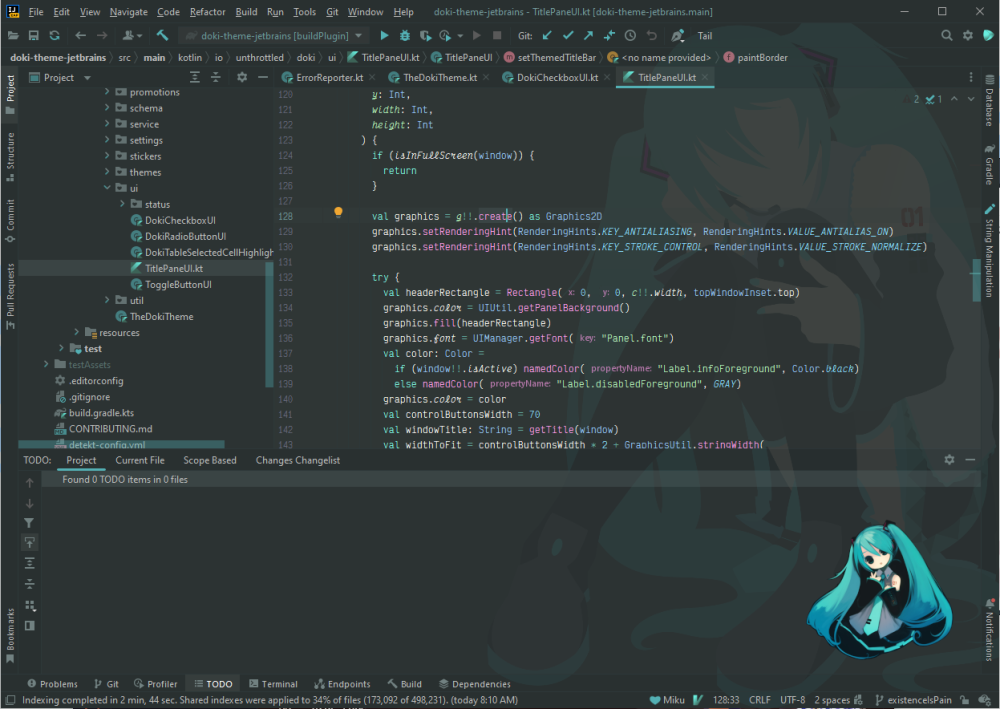 File Edit View Navigate Code Refactor Build Run Tools Git Window Help doki-theme-jetbrains - TitlePaneUI.kt [doki-theme-jetbrains.main]
doki-theme-jetbrains [buildPlugin] Git: Tail
doki-theme-jetbrains src main kotlin io unthrottled doki ui TitlePaneUI.kt TitlePaneUI setThemedTitleBar <no name provided> paintBorder
Project
ErrorReporter.kt TheDokiTheme.kt DokiCheckboxUI.kt TitlePaneUI.kt
2 1
Project
Structure
Commit
Pull Requests
Bookmarks
promotions
schema
service
settings
stickers
themes
ui
status
DokiCheckboxUI
DokiRadioButtonUI
DokiTableSelectedCellHighligh
TitlePaneUI.kt
ToggleButtonUI
util
TheDokiTheme
resources
test
testAssets
.editorconfig
.gitignore
build.gradle.kts
CONTRIBUTING.md
detekt-config.yml
120 y: Int,
121 width: Int,
122 height: Int
123 ) {
124 if (isInFullScreen(window)) {
125 return
126 }
127
128 val graphics = g!!.create() as Graphics2D
129 graphics.setRenderingHint(RenderingHints.KEY_ANTIALIASING, RenderingHints.VALUE_ANTIALIAS_ON)
130 graphics.setRenderingHint(RenderingHints.KEY_STROKE_CONTROL, RenderingHints.VALUE_STROKE_NORMALIZE)
131
132 try {
133 val headerRectangle = Rectangle( x: 0, y: 0, c!!.width, topWindowInset.top)
134 graphics.color = UIUtil.getPanelBackground()
135 graphics.fill(headerRectangle)
136 graphics.font = UIManager.getFont( key: "Panel.font")
137 val color: Color =
138 if (window!!.isActive) namedColor( propertyName: "Label.infoForeground", Color.black)
139 else namedColor( propertyName: "Label.disabledForeground", GRAY)
140 graphics.color = color
141 val controlButtonsWidth = 70
142 val windowTitle: String = getTitle(window)
143 val widthToFit = controlButtonsWidth * 2 + GraphicsUtil.stringWidth(
01
Database
Gradle
String Manipulation
Notifications
TODO: Project Current File Scope Based Changes Changelist
Found 0 TODO items in 0 files
Problems Git Profiler TODO Terminal Endpoints Build Dependencies
Indexing completed in 2 min, 44 sec. Shared indexes were applied to 34% of files (173,092 of 498,231). (today 8:10 AM) Miku 128:33 CRLF UTF-8 2 spaces existenceIsPain